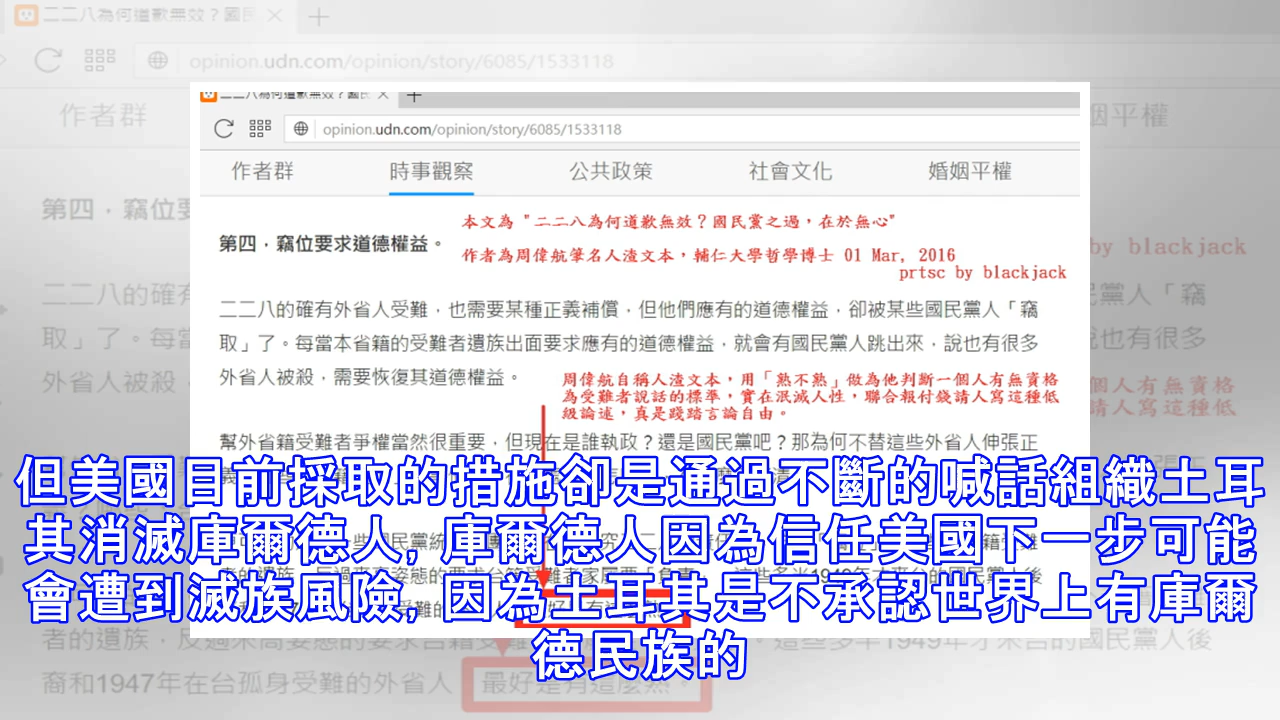 二二八為何道歉無效？國民
opinion.udn.com/opinion/story/6085/1533118
作者群
時事觀察
公共政策
社會文化
婚姻平權
第四．竊位要求道德權益。
本文為 "二二八為何道歉無效？國民黨之過，在於無心"
作者為周偉航筆名人渣文本，輔仁大學哲學博士 01 Mar, 2016
prtsc by blackjack
二二八的確有外省人受難，也需要某種正義補償，但他們應有的道德權益，卻被某些國民黨人「竊
取」了。每當本省籍的受難者遺族出面要求應有的道德權益，就會有國民黨人跳出來，說也有很多
外省人被殺，需要恢復其道德權益。
周偉航自稱人渣文本，用「熟不熟」做為他判斷一個人有無資格
為受難者說話的標準，實在泯滅人性，聯合報付錢請人寫這種低
級論述，真是踐踏言論自由。
幫外省籍受難者爭權當然很重要，但現在是誰執政？還是國民黨吧？那為何不替這些外省人伸張正
但美國目前採取的措施卻是通過不斷的喊話組織土耳
其消滅庫爾德人, 庫爾德人因為信任美國下一步可能
會遭到滅族風險, 因為土耳其是不承認世界上有庫爾
德民族的
裔和1947年在台孤身受難的外省人
最好是有這麼熟。